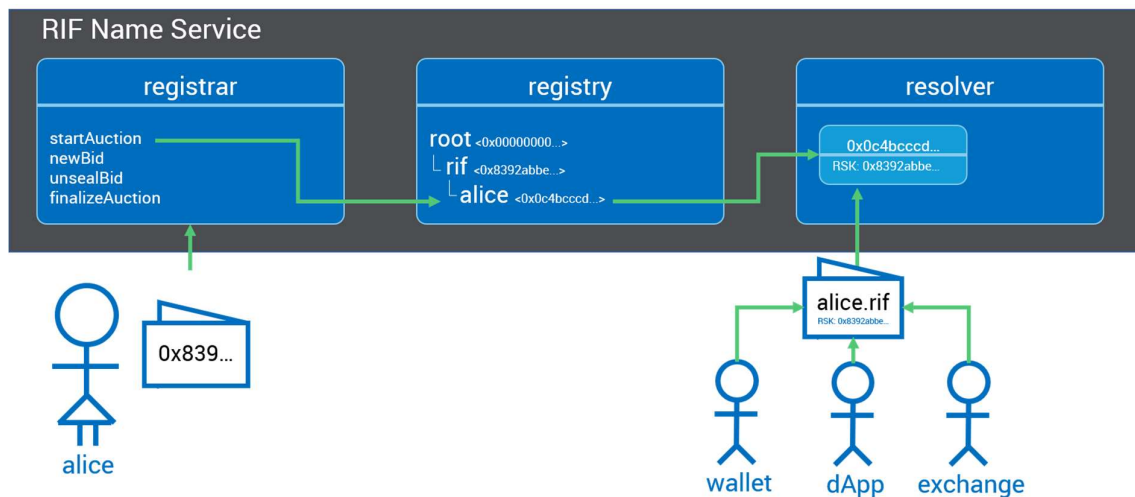 RIF Name Service
registrar
startAuction
newBid
unsealBid
finalizeAuction
registry
root <0x00000000...>
rif <0x8392abbe...>
alice <0x0c4bcccd...>
resolver
0x0c4bcccd...
RSK: 0x8392abbe...
0x839...
alice
alice.rif
RSK: 0x8392abbe...
wallet
dApp
exchange